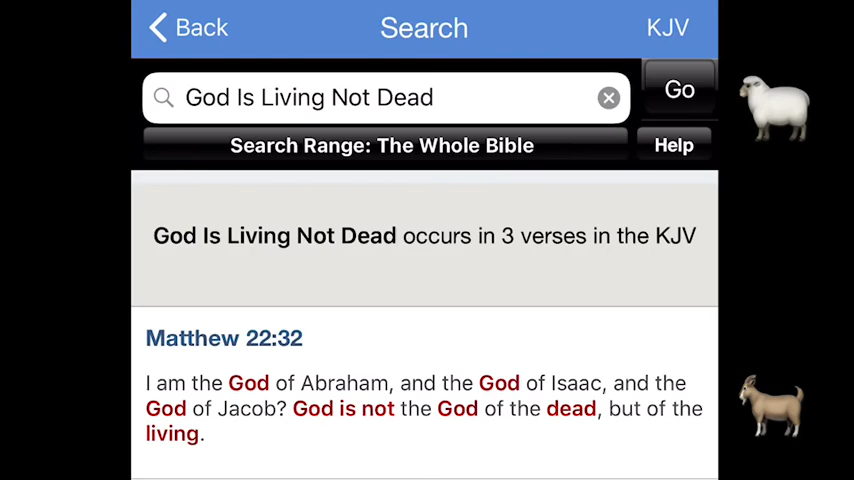 Back Search KJV
God Is Living Not Dead
Go
Search Range: The Whole Bible Help
God Is Living Not Dead occurs in 3 verses in the KJV
Matthew 22:32
I am the God of Abraham, and the God of Isaac, and the
God of Jacob? God is not the God of the dead, but of the
living.